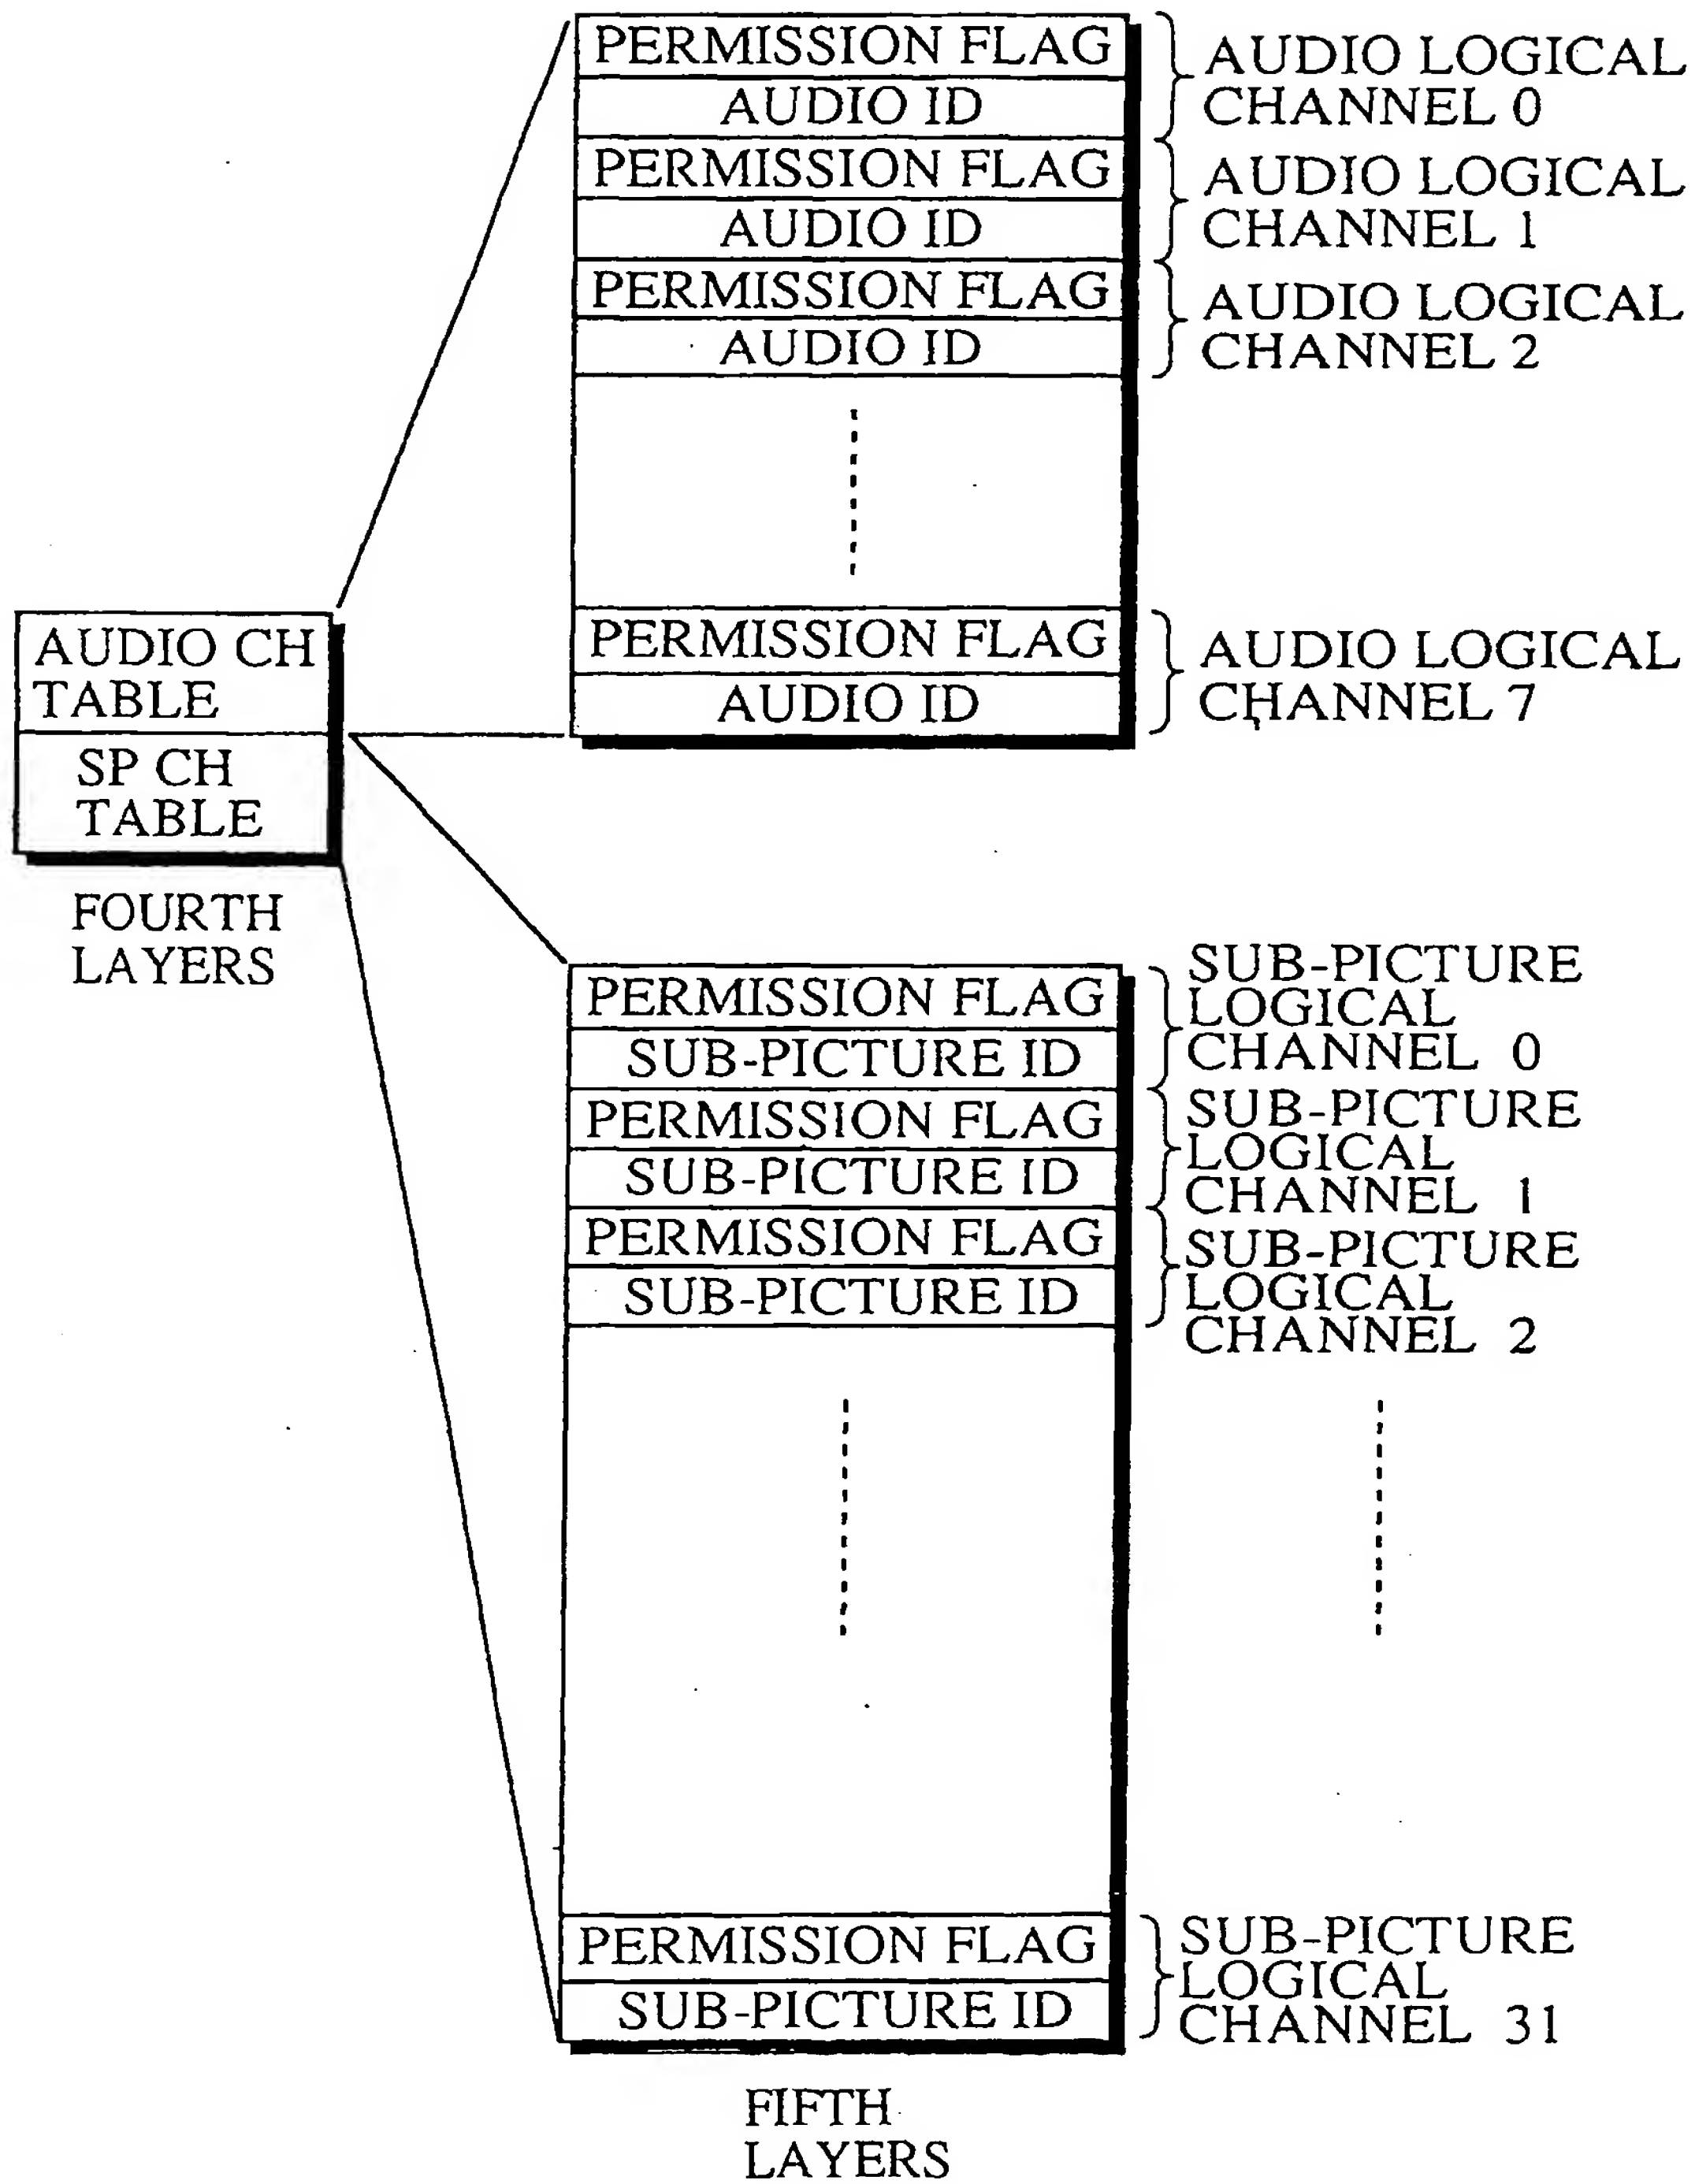 PERMISSION FLAG
AUDIO ID
AUDIO LOGICAL
CHANNEL 0
PERMISSION FLAG
AUDIO ID
AUDIO LOGICAL
CHANNEL 1
PERMISSION FLAG
AUDIO ID
AUDIO LOGICAL
CHANNEL 2
PERMISSION FLAG
AUDIO ID
AUDIO LOGICAL
CHANNEL 7
AUDIO CH
TABLE
SP CH
TABLE
FOURTH
LAYERS
PERMISSION FLAG
SUB-PICTURE ID
SUB-PICTURE
LOGICAL
CHANNEL 0
PERMISSION FLAG
SUB-PICTURE ID
SUB-PICTURE
LOGICAL
CHANNEL 1
PERMISSION FLAG
SUB-PICTURE ID
SUB-PICTURE
LOGICAL
CHANNEL 2
PERMISSION FLAG
SUB-PICTURE ID
SUB-PICTURE
LOGICAL
CHANNEL 31
FIFTH
LAYERS